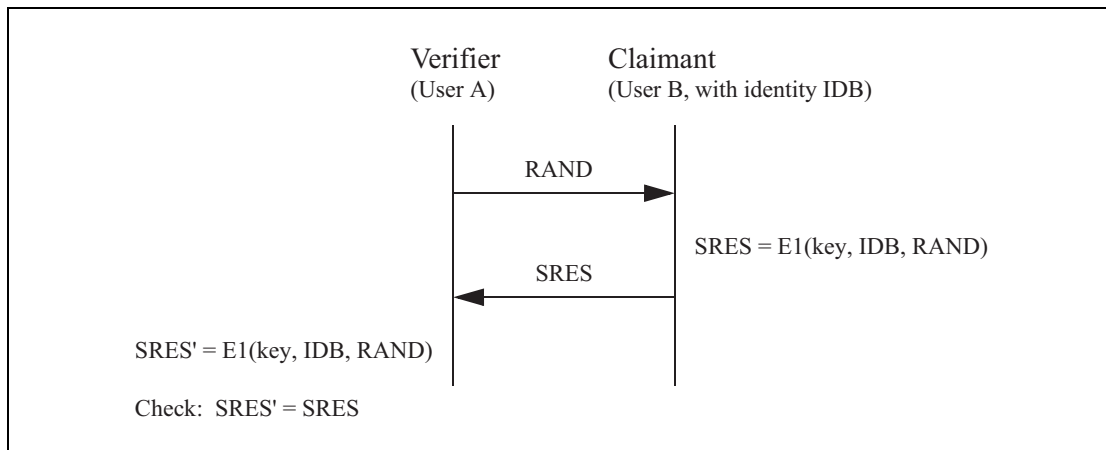 Verifier
(User A)
Claimant
(User B, with identity IDB)
RAND
SRES = E1(key, IDB, RAND)
SRES
SRES' = E1(key, IDB, RAND)
Check:  SRES' = SRES